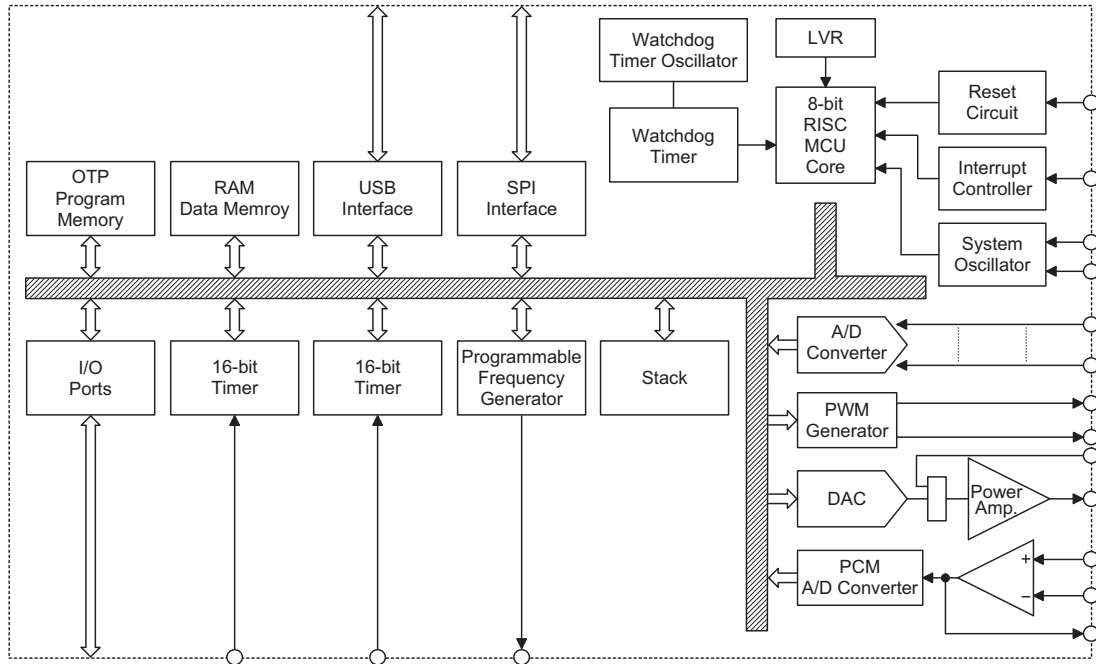 Watchdog
Timer Oscillator
LVR
Watchdog
Timer
8-bit
RISC
MCU
Core
Reset
Circuit
Interrupt
Controller
System
Oscillator
OTP
Program
Memory
RAM
Data Memroy
USB
Interface
SPI
Interface
I/O
Ports
16-bit
Timer
16-bit
Timer
Programmable
Frequency
Generator
Stack
A/D
Converter
PWM
Generator
DAC
Power
Amp.
PCM
A/D Converter
+
−